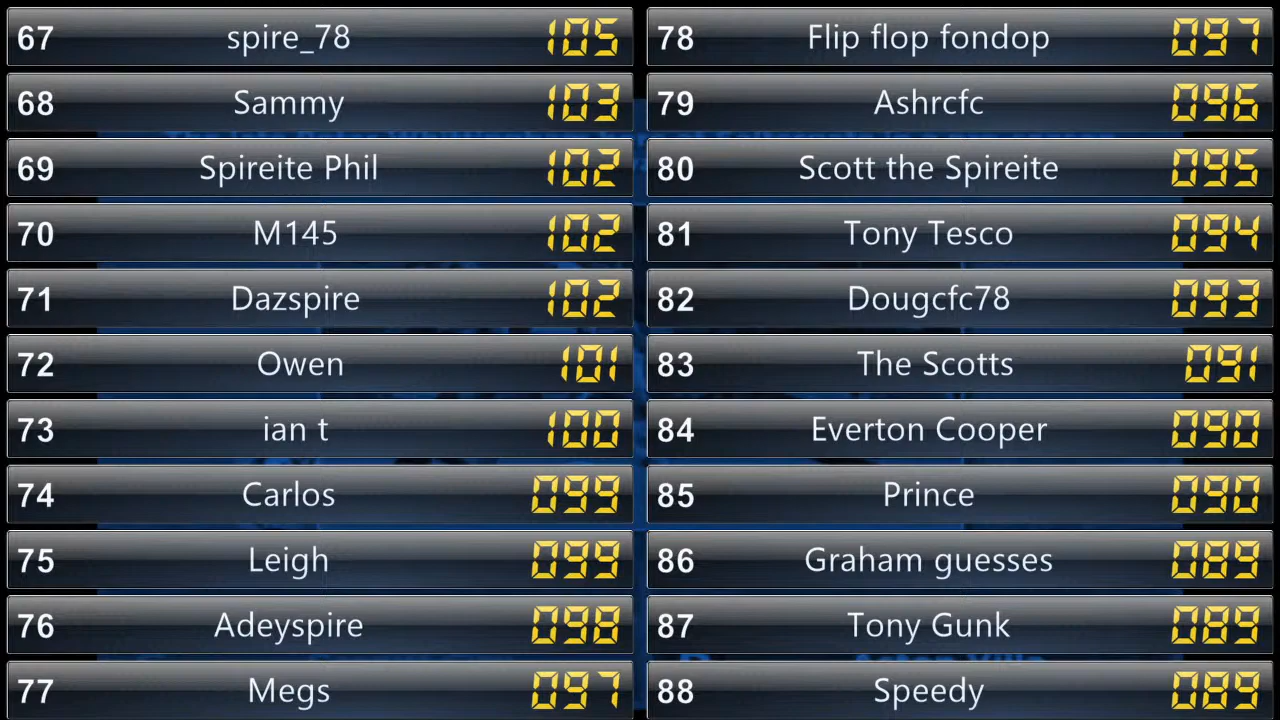 67 spire_78 105
68 Sammy 103
69 Spireite Phil 102
70 M145 102
71 Dazspire 102
72 Owen 101
73 ian t 100
74 Carlos 099
75 Leigh 099
76 Adeyspire 098
77 Megs 097
78 Flip flop fondop 097
79 Ashrcfc 096
80 Scott the Spireite 095
81 Tony Tesco 094
82 Dougcfc78 093
83 The Scotts 091
84 Everton Cooper 090
85 Prince 090
86 Graham guesses 089
87 Tony Gunk 089
88 Speedy 089